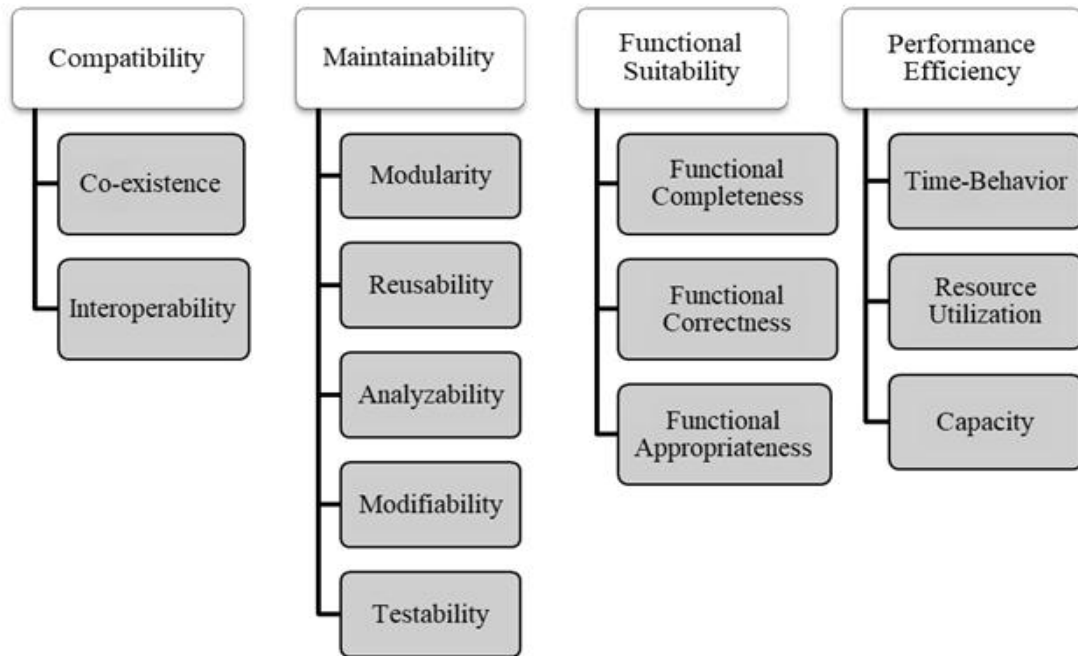 Compatibility
Co-existence
Interoperability
Maintainability
Modularity
Reusability
Analyzability
Modifiability
Testability
Functional
Suitability
Functional
Completeness
Functional
Correctness
Functional
Appropriateness
Performance
Efficiency
Time-Behavior
Resource
Utilization
Capacity